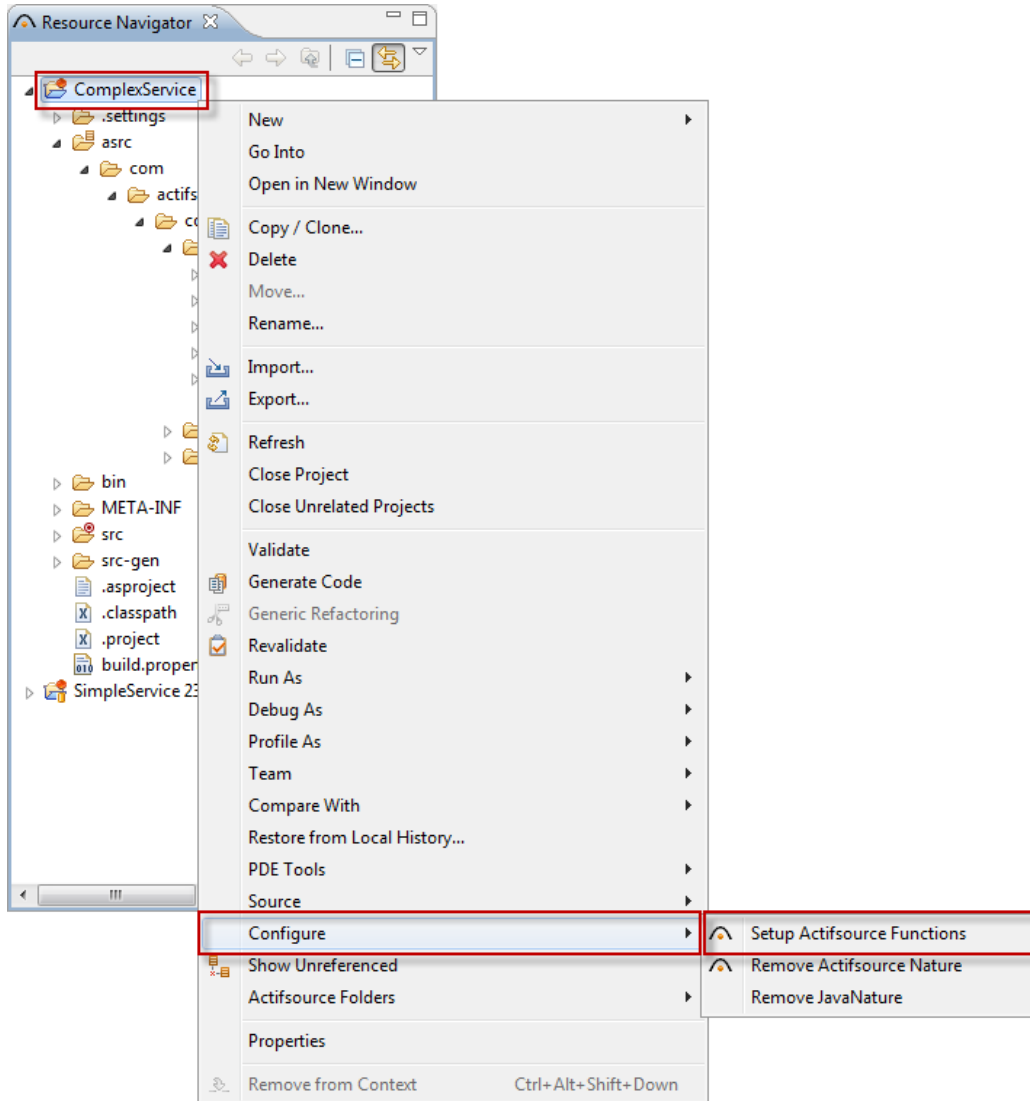 Resource Navigator
ComplexService
.settings
asrc
com
actifs
co
bin
META-INF
src
src-gen
.asproject
.classpath
.project
build.proper
SimpleService 23
New
Go Into
Open in New Window
Copy / Clone...
Delete
Move...
Rename...
Import...
Export...
Refresh
Close Project
Close Unrelated Projects
Validate
Generate Code
Generic Refactoring
Revalidate
Run As
Debug As
Profile As
Team
Compare With
Restore from Local History...
PDE Tools
Source
Configure
Show Unreferenced
Actifsource Folders
Properties
Remove from Context Ctrl+Alt+Shift+Down
Setup Actifsource Functions
Remove Actifsource Nature
Remove JavaNature